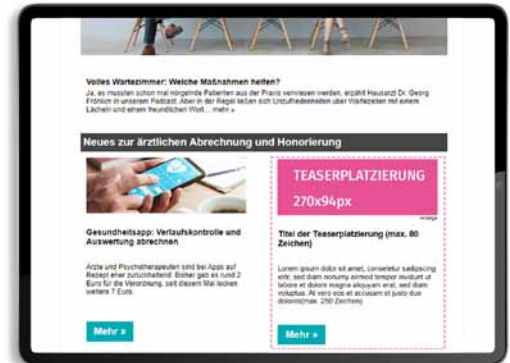 Volles Wartezimmer: Welche Maßnahmen helfen?
Ja, es mussten schon mal nörgelnde Patienten aus der Praxis verwiesen werden, erzählt Hausarzt Dr. Georg
Fröhlich in unserem Podcast. Aber in der Regel ließen sich Unzufriedenheiten über Wartezeiten mit einem
Lächeln und einem freundlichen Wort... mehr »
Neues zur ärztlichen Abrechnung und Honorierung
Gesundheitsapp: Verlaufskontrolle und
Auswertung abrechnen
Ärzte und Psychotherapeuten sind bei Apps auf
Rezept eher zurückhaltend. Bisher gab es rund 2
Euro für die Verordnung, seit diesem Mai locken
weitere 7 Euro.
Mehr »
TEASERPLATZIERUNG
270x94px
Anzeige
Titel der Teaserplatzierung (max. 80
Zeichen)
Lorem ipsum dolor sit amet, consetetur sadipscing
elitr, sed diam nonumy eirmod tempor invidunt ut
labore et dolore magna aliquyam erat, sed diam
voluptua. At vero eos et accusam et justo duo
dolores(max. 250 Zeichen)
Mehr »